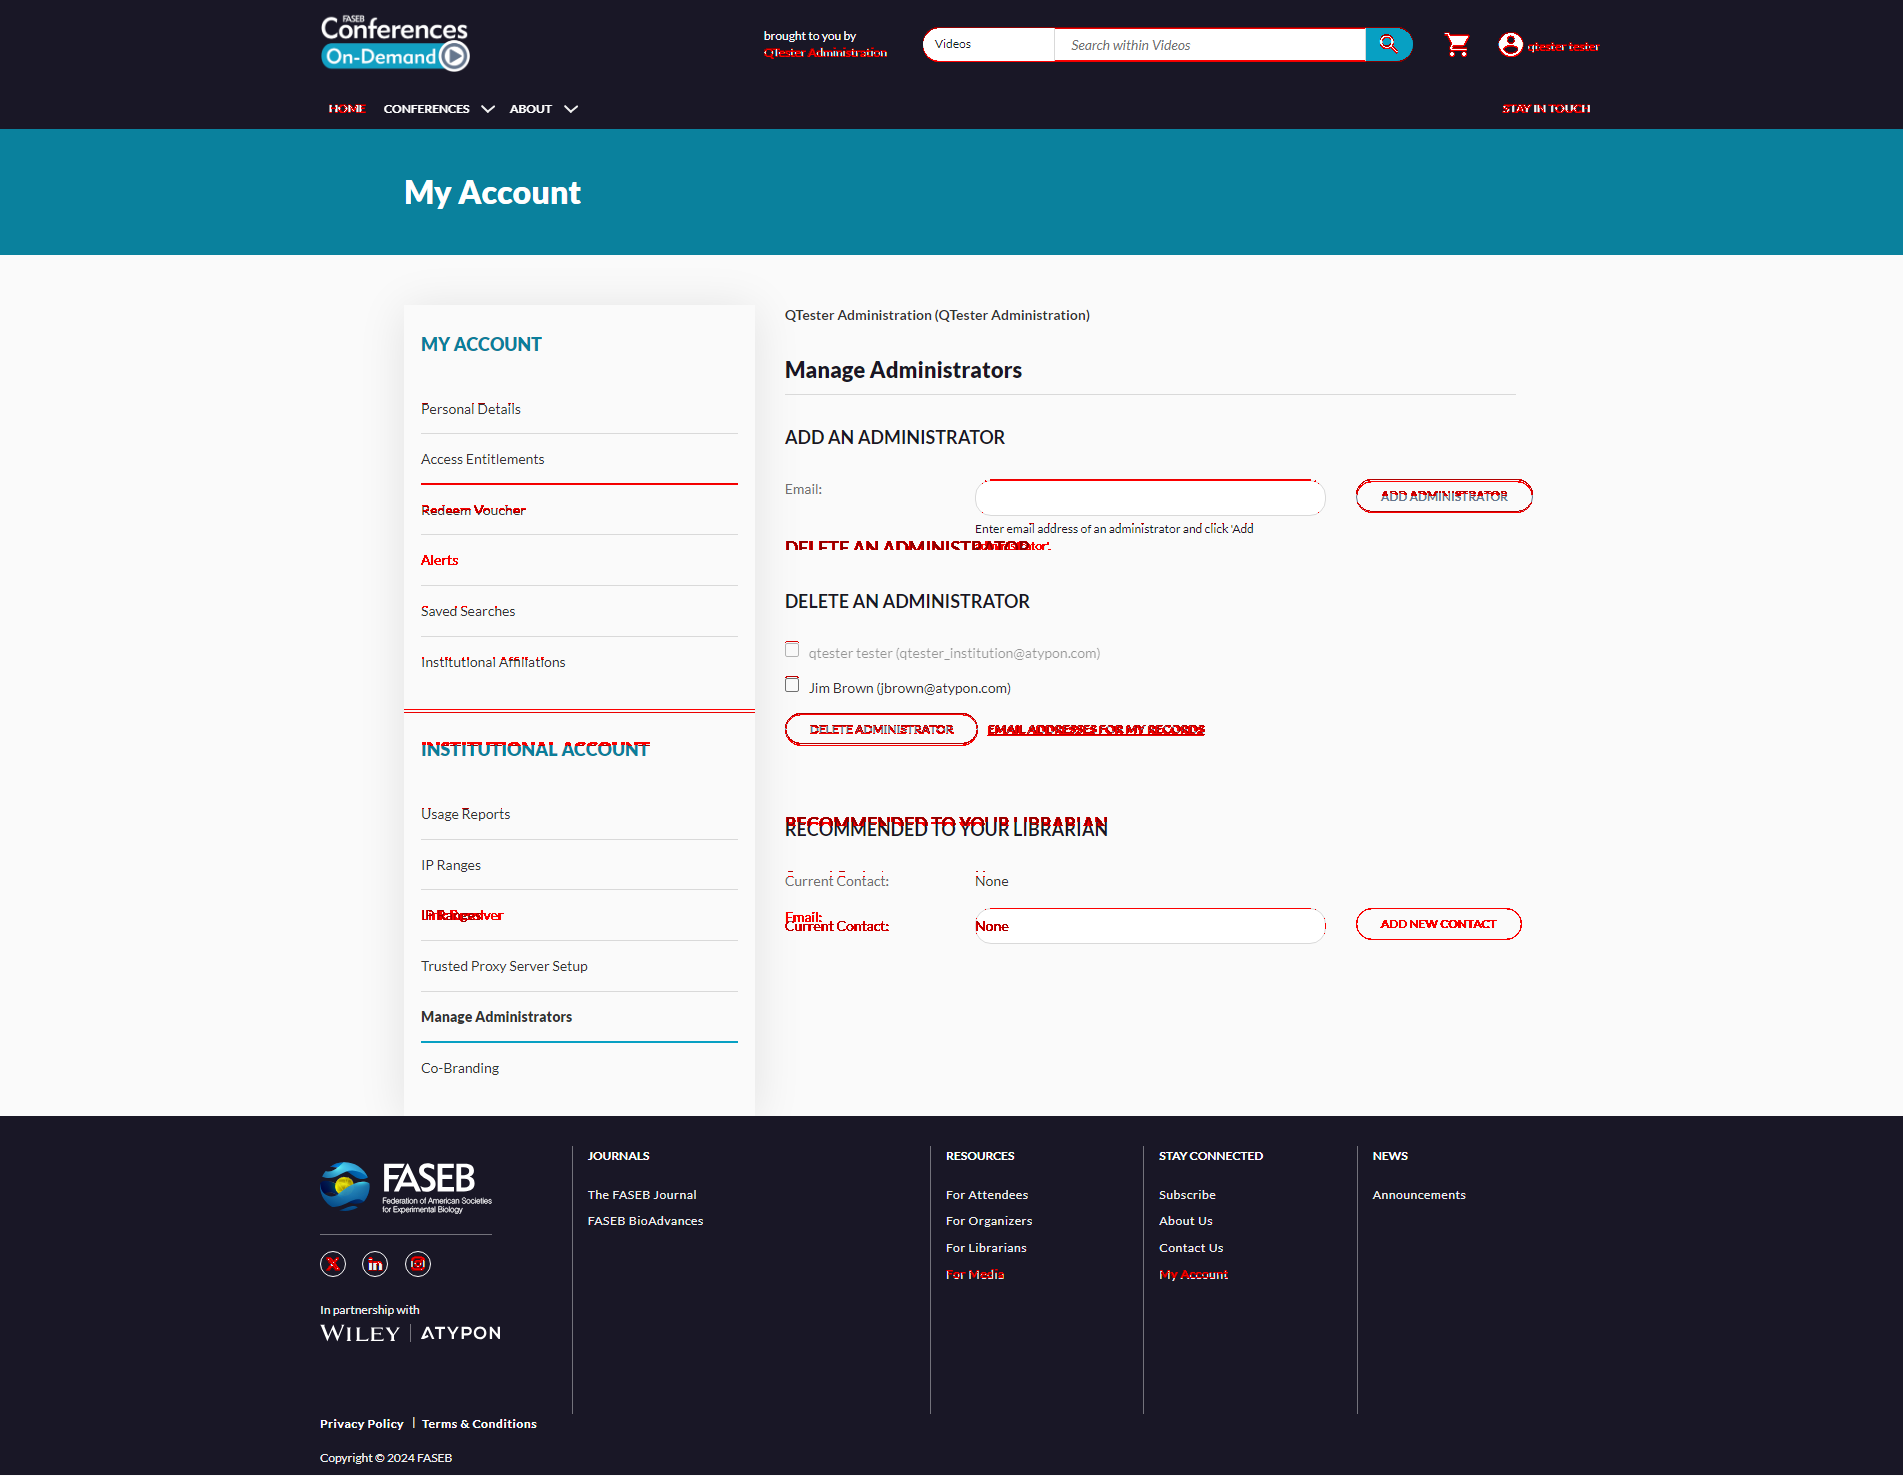 FASEB
Conferences
On-Demand
brought to you by
QTester Administration
Videos
Search within Videos
qtester tester
HOME
CONFERENCES
ABOUT
STAY IN TOUCH
My Account
MY ACCOUNT
Personal Details
Access Entitlements
Redeem Voucher
Alerts
Saved Searches
Institutional Affiliations
INSTITUTIONAL ACCOUNT
Usage Reports
IP Ranges
Trusted Proxy Server Setup
Manage Administrators
Co-Branding
QTester Administration (QTester Administration)
Manage Administrators
ADD AN ADMINISTRATOR
Email:
ADD ADMINISTRATOR
Enter email address of an administrator and click 'Add
administrator'.
DELETE AN ADMINISTRATOR
DELETE AN ADMINISTRATOR
qtester tester (qtester_institution@atypon.com)
Jim Brown (jbrown@atypon.com)
DELETE ADMINISTRATOR
EMAIL ADDRESSES FOR MY RECORDS
RECOMMENDED TO YOUR LIBRARIAN
RECOMMENDED TO YOUR LIBRARIAN
Current Contact:
None
Email:
Current Contact:
None
ADD NEW CONTACT
FASEB
Federation of American Societies
for Experimental Biology
In partnership with
WILEY
ATYPON
JOURNALS
The FASEB Journal
FASEB BioAdvances
RESOURCES
For Attendees
For Organizers
For Librarians
For Media
STAY CONNECTED
Subscribe
About Us
Contact Us
My Account
NEWS
Announcements
Privacy Policy
Terms & Conditions
Copyright © 2024 FASEB